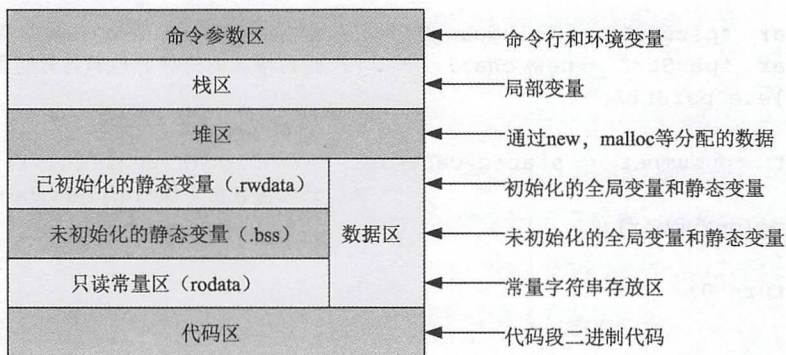 命令参数区 命令行和环境变量
栈区 局部变量
堆区 通过new，malloc等分配的数据
已初始化的静态变量（.rwdata） 初始化的全局变量和静态变量
未初始化的静态变量（.bss） 数据区 未初始化的全局变量和静态变量
只读常量区（rodata） 常量字符串存放区
代码区 代码段二进制代码